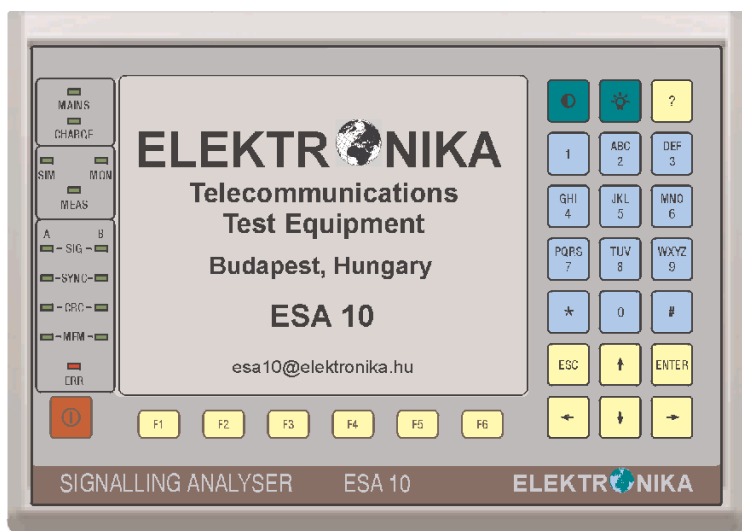 MAINS
CHARGE
SIM MON
MEAS
A B
SIG
SYNC
CRC
MFM
ERR
ELEKTRONIKA
Telecommunications
Test Equipment
Budapest, Hungary
ESA 10
esa10@elektronika.hu
F1 F2 F3 F4 F5 F6
?
1 ABC 2 DEF 3
GHI 4 JKL 5 MNO 6
PQRS 7 TUV 8 WXYZ 9
* 0 #
ESC ↑ ENTER
← ↓ →
SIGNALLING ANALYSER ESA 10 ELEKTRONIKA